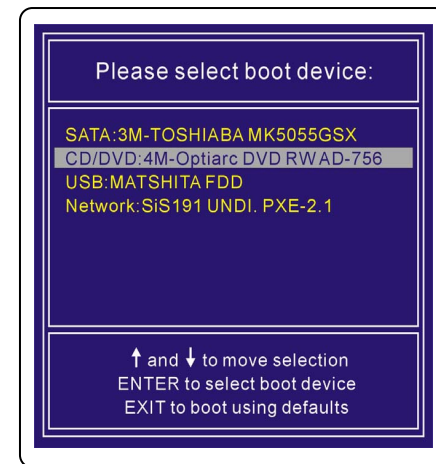 Please select boot device:
SATA:3M-TOSHIABA MK5055GSX
CD/DVD:4M-Optiarc DVD RW AD-756
USB:MATSHITA FDD
Network:SiS191 UNDI. PXE-2.1
↑ and ↓ to move selection
ENTER to select boot device
EXIT to boot using defaults